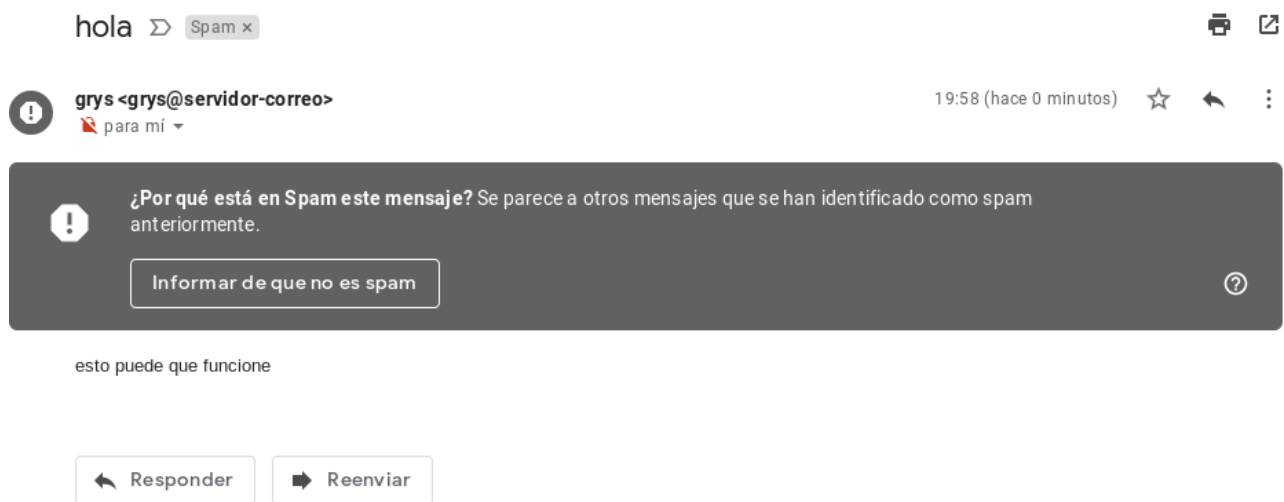 hola Spam ×
grys <grys@servidor-correo> 19:58 (hace 0 minutos)
para mí
¿Por qué está en Spam este mensaje? Se parece a otros mensajes que se han identificado como spam
anteriormente.
Informar de que no es spam
esto puede que funcione
Responder Reenviar